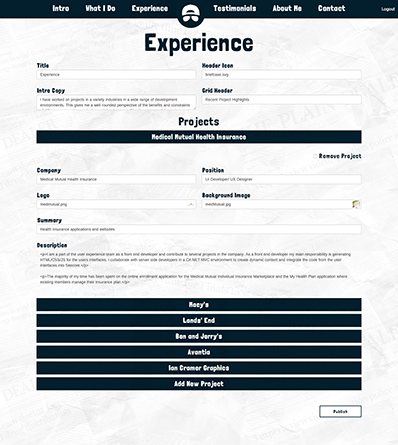 Intro What I Do Experience Testimonials About Me Contact Logout
Experience
Title Header Icon
Experience briefcase.svg
Intro Copy Grid Header
I have worked on projects in a variety industries in a wide range of development Recent Project Highlights
environments. This gives me a well rounded perspective of the benefits and constraints
Projects
Medical Mutual Health Insurance
Remove Project
Company Position
Medical Mutual Health Insurance UI Developer/ UX Designer
Logo Background Image
medmutual.png medmutual.jpg
Summary
Health insurance applications and websites
Description
<p>I am a part of the user experience team as a front end developer and contribute to several projects in the company. As a front end developer my main responsibility is generating
HTML/CSS/JS for the users interfaces. I collaborate with server side developers in a C#.NET MVC environment to create dynamic content and integrate the code from the user
interfaces into Sitecore.</p>
<p>The majority of my time has been spent on the online enrollment application for the Medical Mutual Individual Insurance Marketplace and the My Health Plan application where
existing members manage their insurance plan.</p>
Macy's
Lands' End
Ben and Jerry's
Avantia
Ian Cramer Graphics
Add New Project
Publish